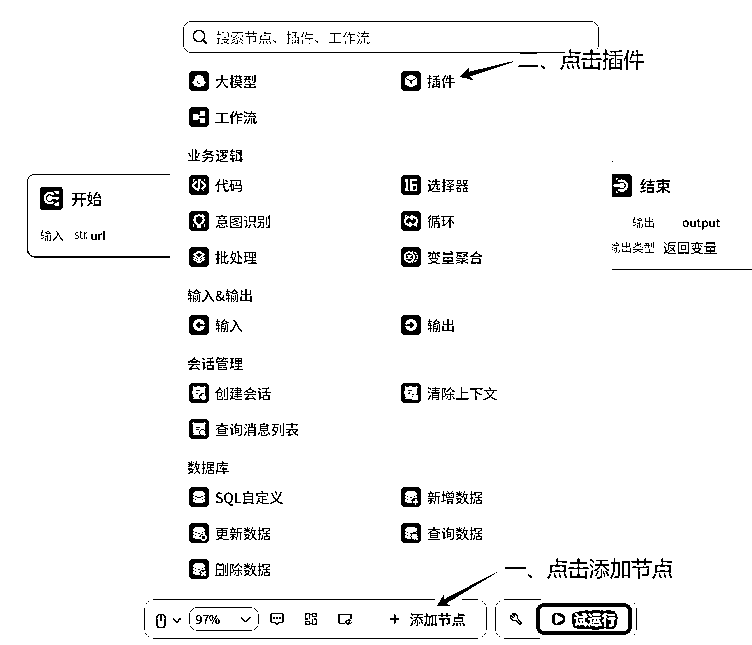 搜索节点、插件、工作流
二、点击插件
大模型
插件
工作流
业务逻辑
代码
选择器
意图识别
循环
批处理
变量聚合
开始
输入 str. url
结束
输出 output
输出类型 返回变量
输入&输出
输入
输出
会话管理
创建会话
清除上下文
查询消息列表
数据库
SQL自定义
新增数据
更新数据
查询数据
删除数据
一、点击添加节点
97%
+ 添加节点
试运行